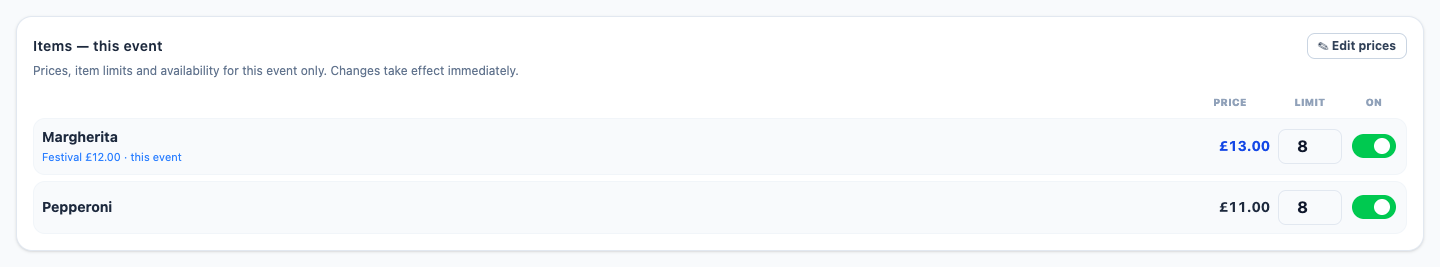 Items — this event
✎ Edit prices
Prices, item limits and availability for this event only. Changes take effect immediately.
PRICE LIMIT ON
Margherita
Festival £12.00 · this event
£13.00 8
Pepperoni
£11.00 8